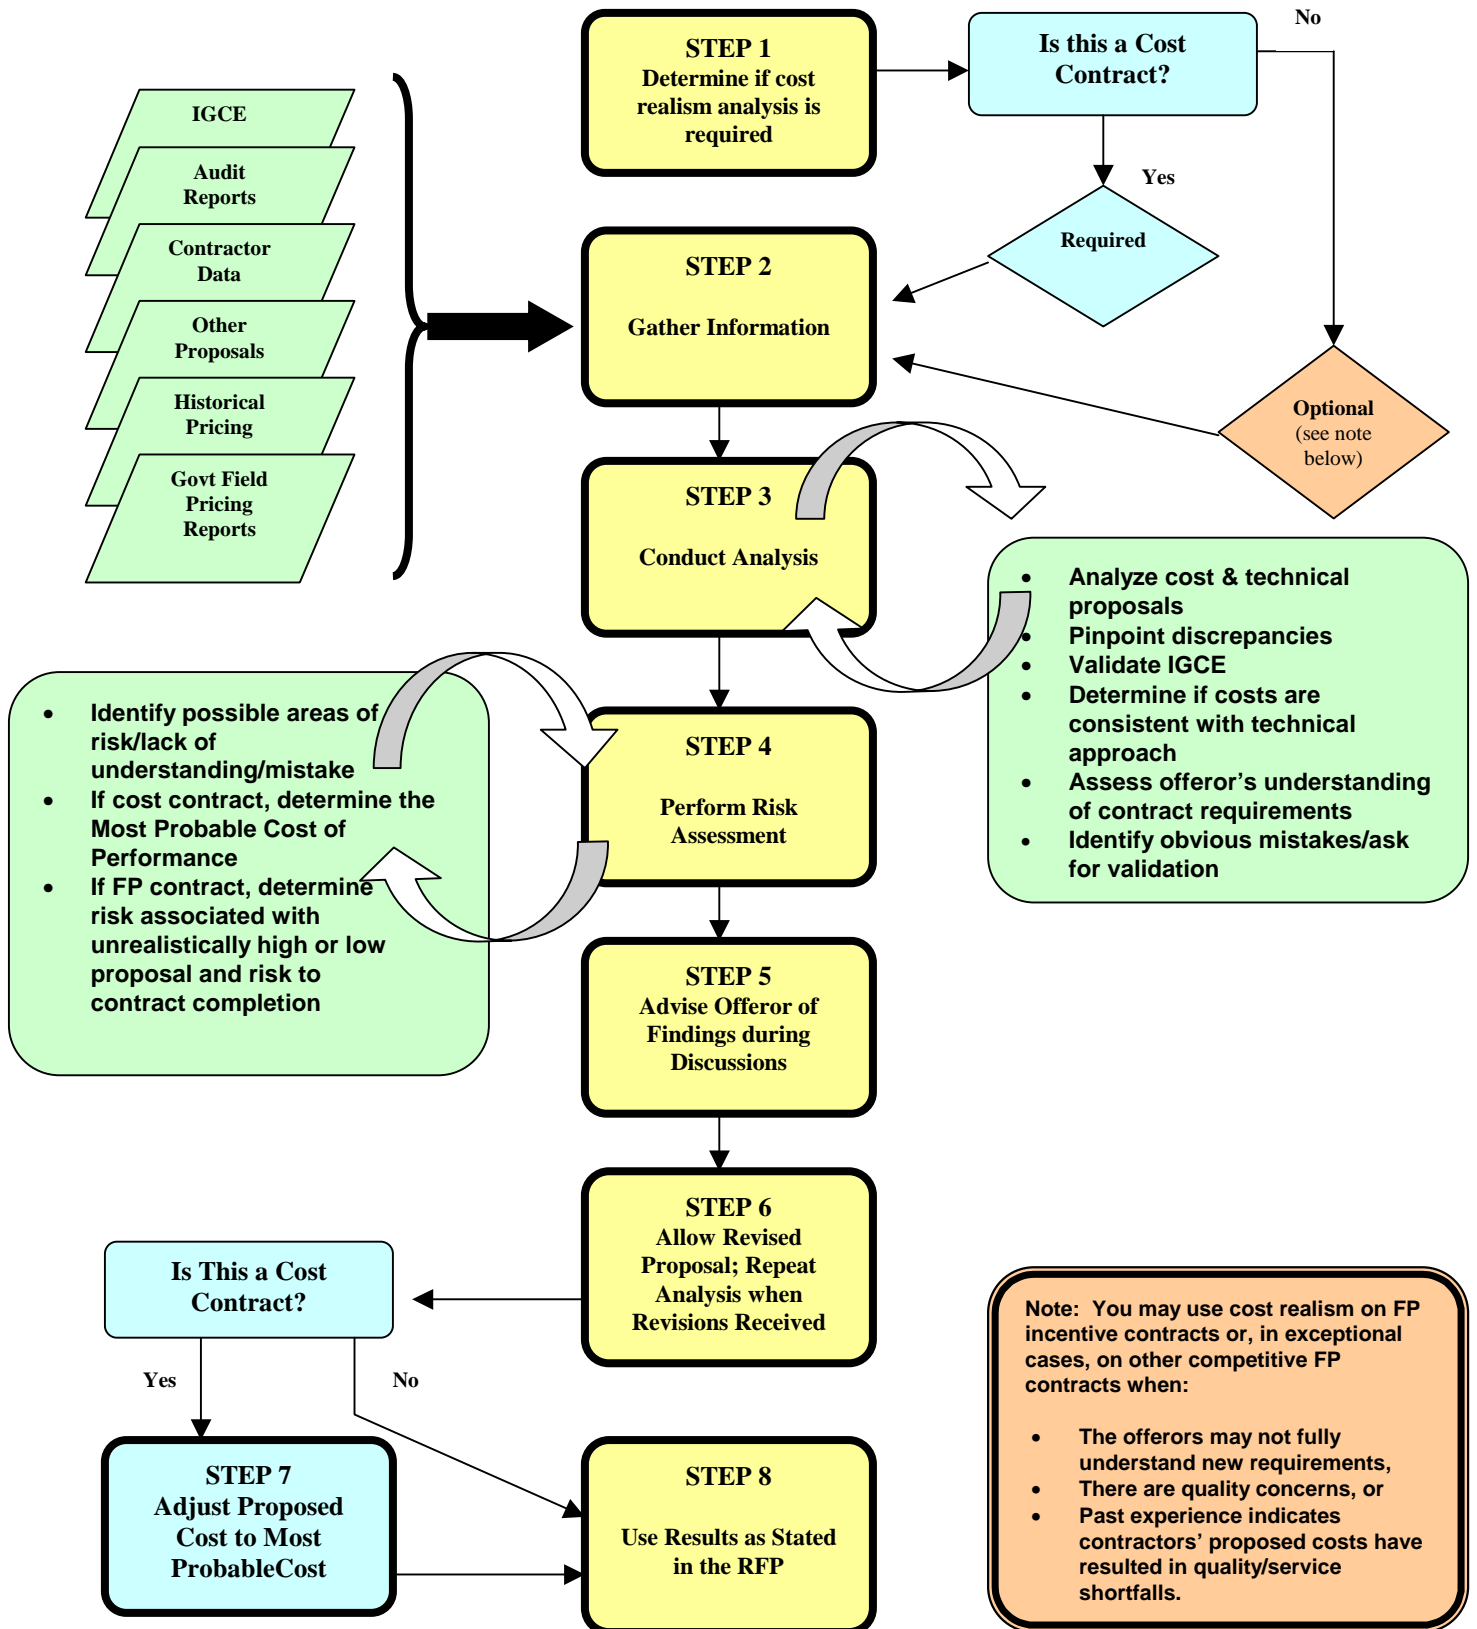 STEP 1
Determine if cost
realism analysis is
required
Is this a Cost
Contract?
No
Yes
Required
IGCE
Audit
Reports
Contractor
Data
Other
Proposals
Historical
Pricing
Govt Field
Pricing
Reports
STEP 2
Gather Information
Optional
(see note
below)
STEP 3
Conduct Analysis
• Analyze cost & technical
proposals
• Pinpoint discrepancies
• Validate IGCE
• Determine if costs are
consistent with technical
approach
• Assess offeror’s understanding
of contract requirements
• Identify obvious mistakes/ask
for validation
• Identify possible areas of
risk/lack of
understanding/mistake
• If cost contract, determine the
Most Probable Cost of
Performance
• If FP contract, determine
risk associated with
unrealistically high or low
proposal and risk to
contract completion
STEP 4
Perform Risk
Assessment
STEP 5
Advise Offeror of
Findings during
Discussions
STEP 6
Allow Revised
Proposal; Repeat
Analysis when
Revisions Received
Is This a Cost
Contract?
Yes
No
STEP 7
Adjust Proposed
Cost to Most
ProbableCost
STEP 8
Use Results as Stated
in the RFP
Note: You may use cost realism on FP
incentive contracts or, in exceptional
cases, on other competitive FP
contracts when:
• The offerors may not fully
understand new requirements,
• There are quality concerns, or
• Past experience indicates
contractors’ proposed costs have
resulted in quality/service
shortfalls.